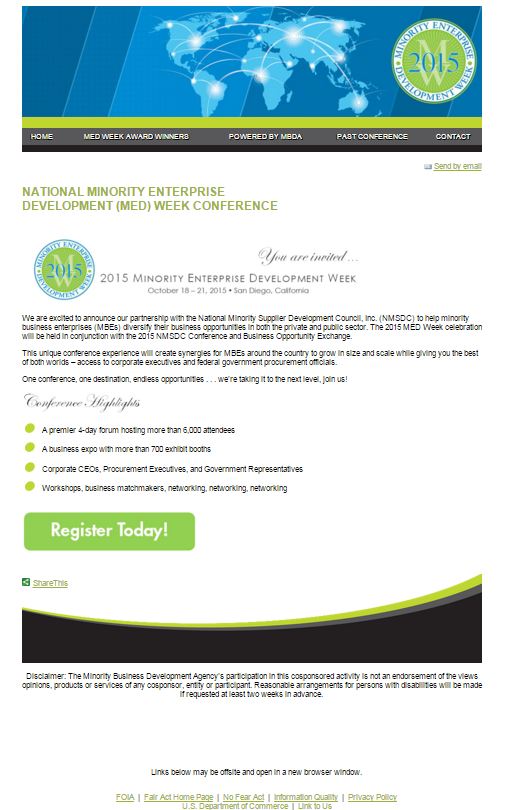 MINORITY ENTERPRISE
M
2015
W
DEVELOPMENT WEEK
HOME MED WEEK AWARD WINNERS POWERED BY MBDA PAST CONFERENCE CONTACT
Send by email
NATIONAL MINORITY ENTERPRISE
DEVELOPMENT (MED) WEEK CONFERENCE
MINORITY ENTERPRISE
M
2015
W
DEVELOPMENT WEEK
You are invited ...
2015 MINORITY ENTERPRISE DEVELOPMENT WEEK
October 18 – 21, 2015 • San Diego, California
We are excited to announce our partnership with the National Minority Supplier Development Council, Inc. (NMSDC) to help minority
business enterprises (MBEs) diversify their business opportunities in both the private and public sector. The 2015 MED Week celebration
will be held in conjunction with the 2015 NMSDC Conference and Business Opportunity Exchange.
This unique conference experience will create synergies for MBEs around the country to grow in size and scale while giving you the best
of both worlds – access to corporate executives and federal government procurement officials.
One conference, one destination, endless opportunities . . . we're taking it to the next level, join us!
Conference Highlights
A premier 4-day forum hosting more than 6,000 attendees
A business expo with more than 700 exhibit booths
Corporate CEOs, Procurement Executives, and Government Representatives
Workshops, business matchmakers, networking, networking, networking
Register Today!
ShareThis
Disclaimer: The Minority Business Development Agency's participation in this cosponsored activity is not an endorsement of the views
opinions, products or services of any cosponsor, entity or participant. Reasonable arrangements for persons with disabilities will be made
if requested at least two weeks in advance.
Links below may be offsite and open in a new browser window.
FOIA | Fair Act Home Page | No Fear Act | Information Quality | Privacy Policy
U.S. Department of Commerce | Link to Us